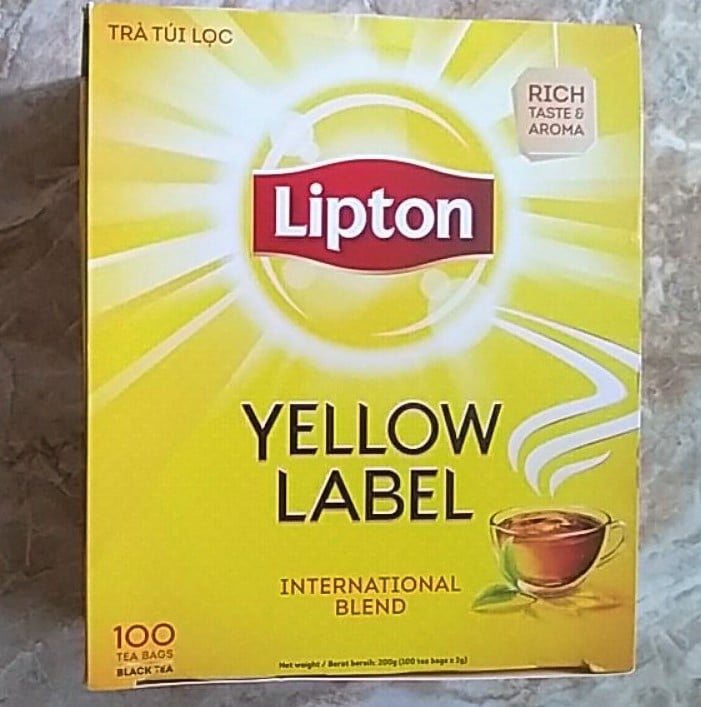 TRÀ TÚI LỌC
RICH
TASTE &
AROMA
Lipton
YELLOW
LABEL
INTERNATIONAL
BLEND
100
TEA BAGS
BLACK TEA
Net weight / Berat bersih: 200g (100 tea bags x 2g)